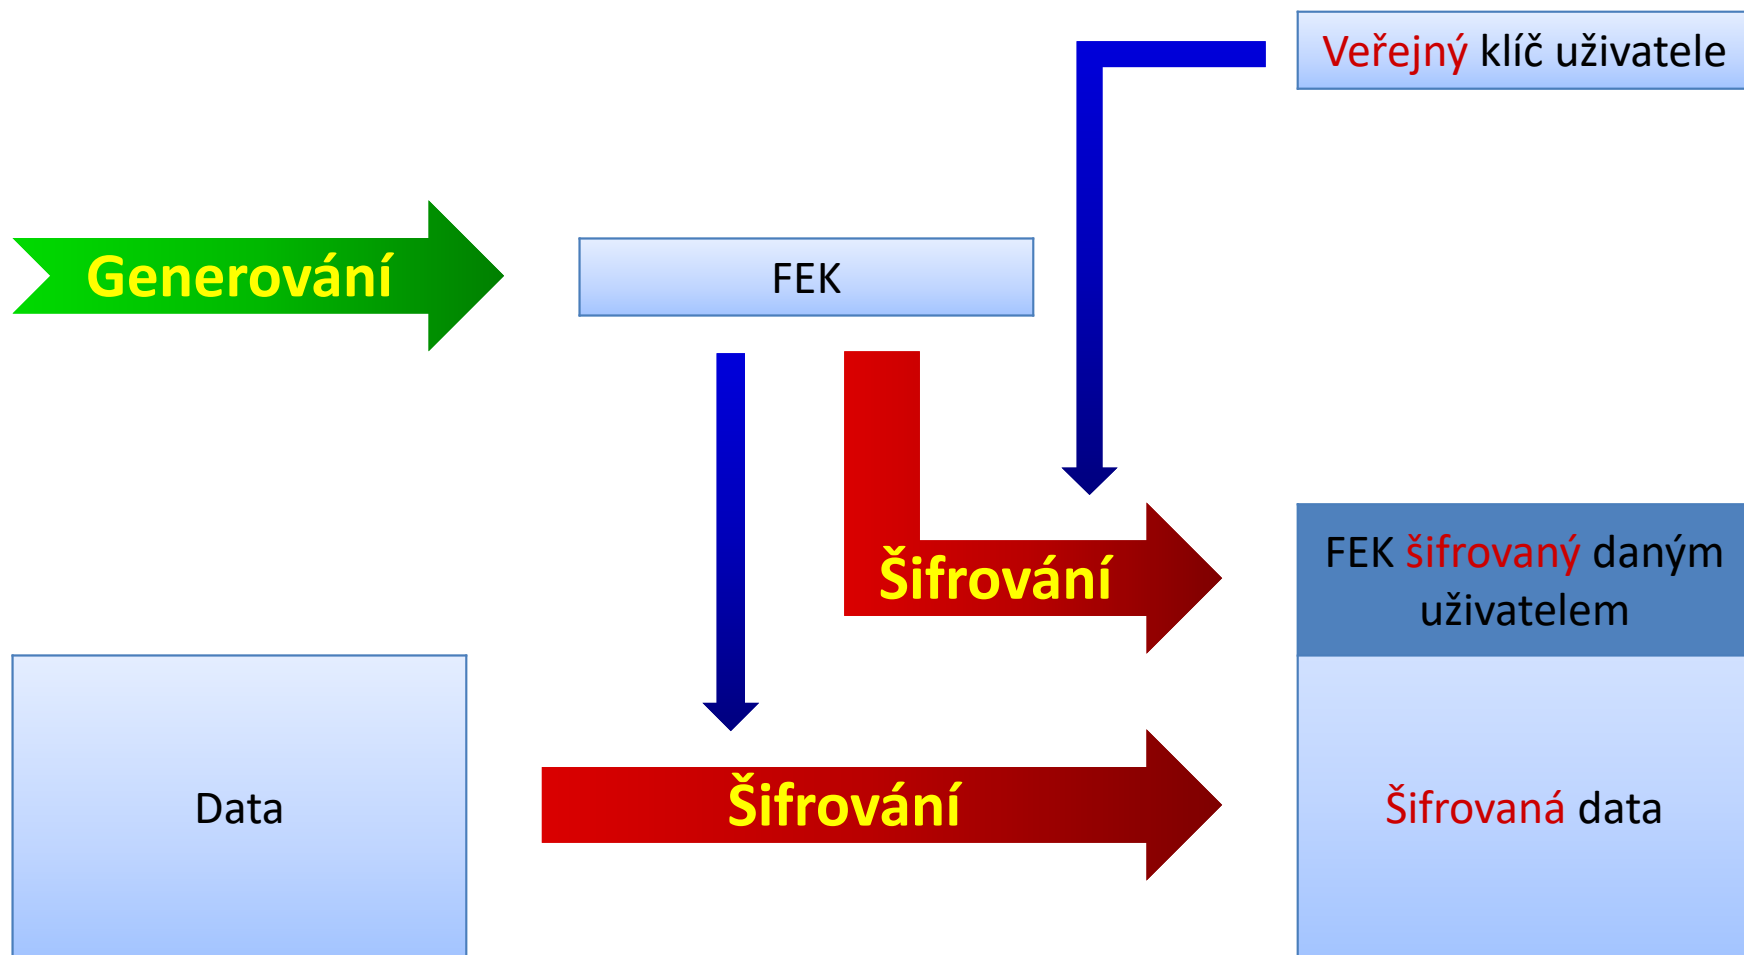 Veřejný klíč uživatele
Generování
FEK
Šifrování
FEK šifrovaný daným
uživatelem
Data
Šifrování
Šifrovaná data